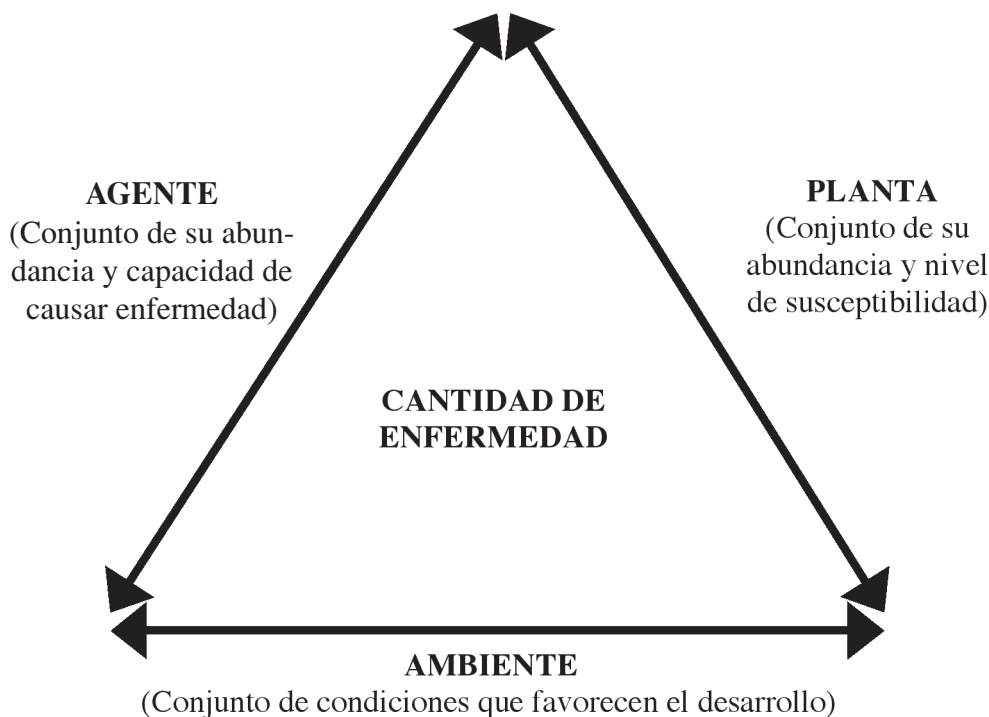 AGENTE
(Conjunto de su abun-
dancia y capacidad de
causar enfermedad)
PLANTA
(Conjunto de su
abundancia y nivel
de susceptibilidad)
CANTIDAD DE
ENFERMEDAD
AMBIENTE
(Conjunto de condiciones que favorecen el desarrollo)